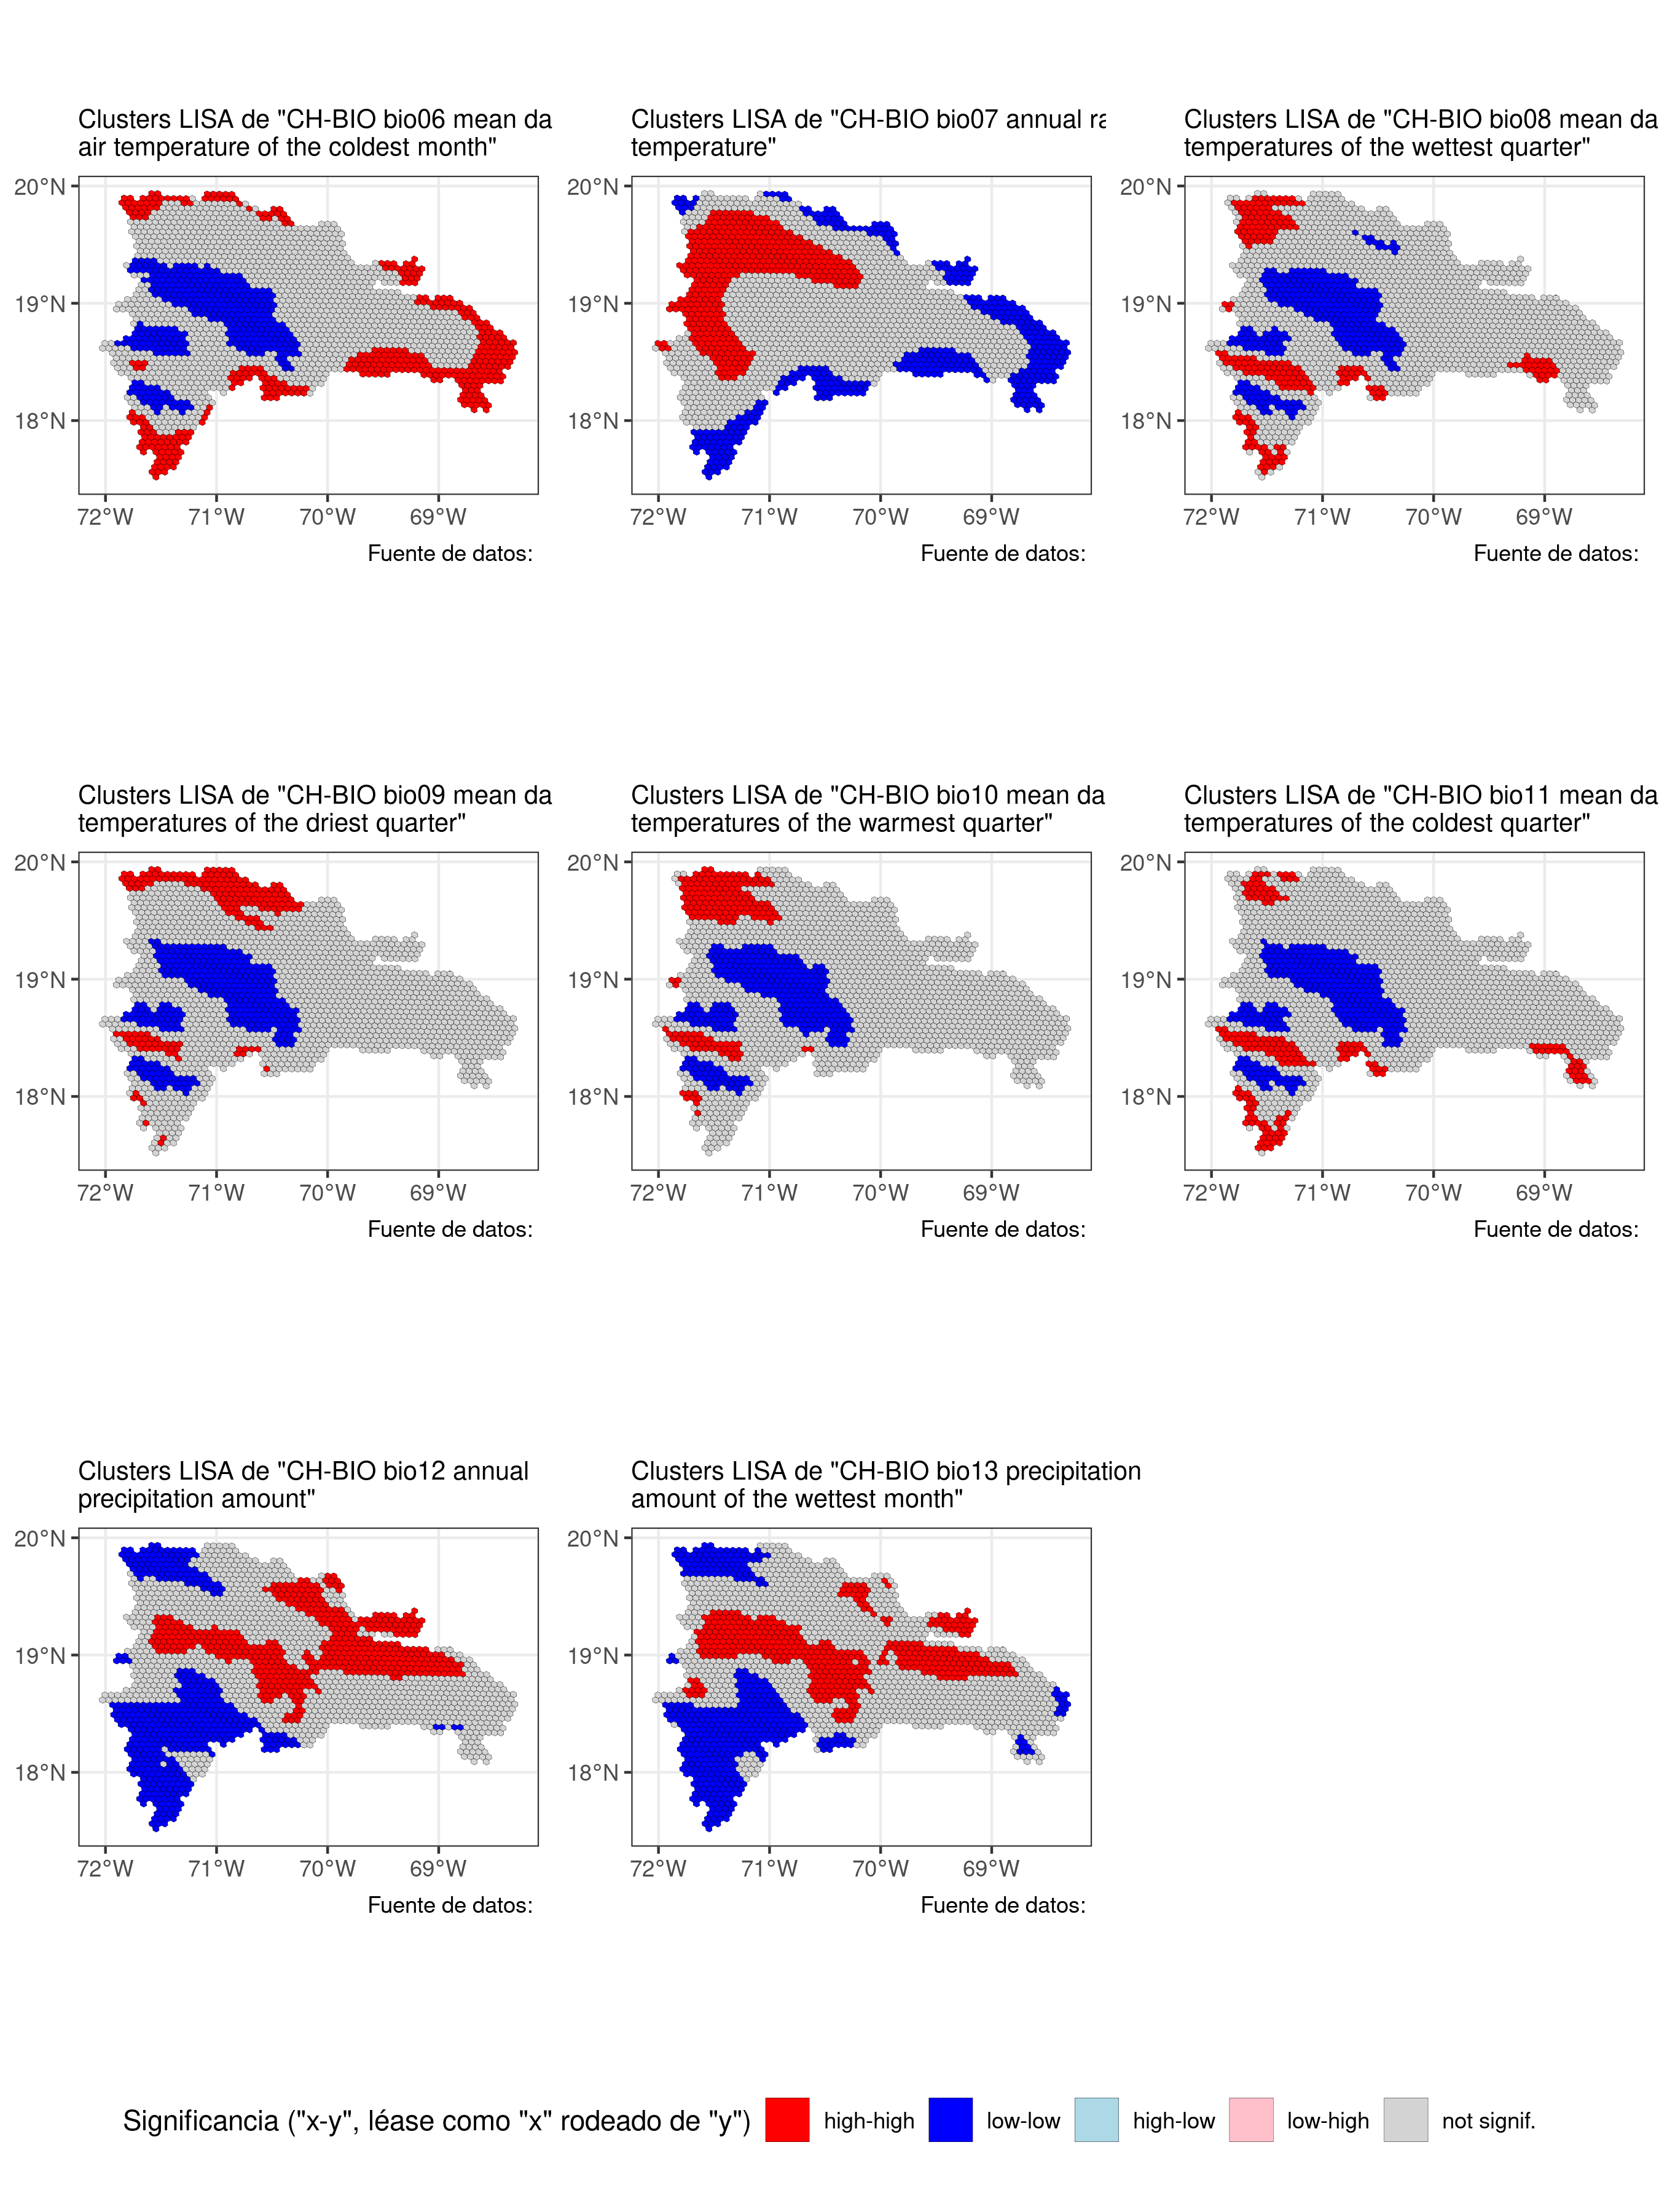 Clusters LISA de "CH-BIO bio06 mean da
air temperature of the coldest month"
Clusters LISA de "CH-BIO bio07 annual ra
temperature"
Clusters LISA de "CH-BIO bio08 mean da
temperatures of the wettest quarter"
20°N
19°N
18°N
72°W 71°W 70°W 69°W
Fuente de datos:
72°W 71°W 70°W 69°W
Fuente de datos:
20°N
19°N
18°N
20°N
19°N
18°N
72°W 71°W 70°W 69°W
Fuente de datos:
Clusters LISA de "CH-BIO bio09 mean da
temperatures of the driest quarter"
Clusters LISA de "CH-BIO bio10 mean da
temperatures of the warmest quarter"
Clusters LISA de "CH-BIO bio11 mean da
temperatures of the coldest quarter"
20°N
19°N
18°N
72°W 71°W 70°W 69°W
Fuente de datos:
20°N
19°N
18°N
72°W 71°W 70°W 69°W
Fuente de datos:
20°N
19°N
18°N
72°W 71°W 70°W 69°W
Fuente de datos:
Clusters LISA de "CH-BIO bio12 annual
precipitation amount"
Clusters LISA de "CH-BIO bio13 precipitation
amount of the wettest month"
20°N
19°N
18°N
72°W 71°W 70°W 69°W
Fuente de datos:
20°N
19°N
18°N
72°W 71°W 70°W 69°W
Fuente de datos:
Significancia ("x-y", léase como "x" rodeado de "y") high-high low-low high-low low-high not signif.